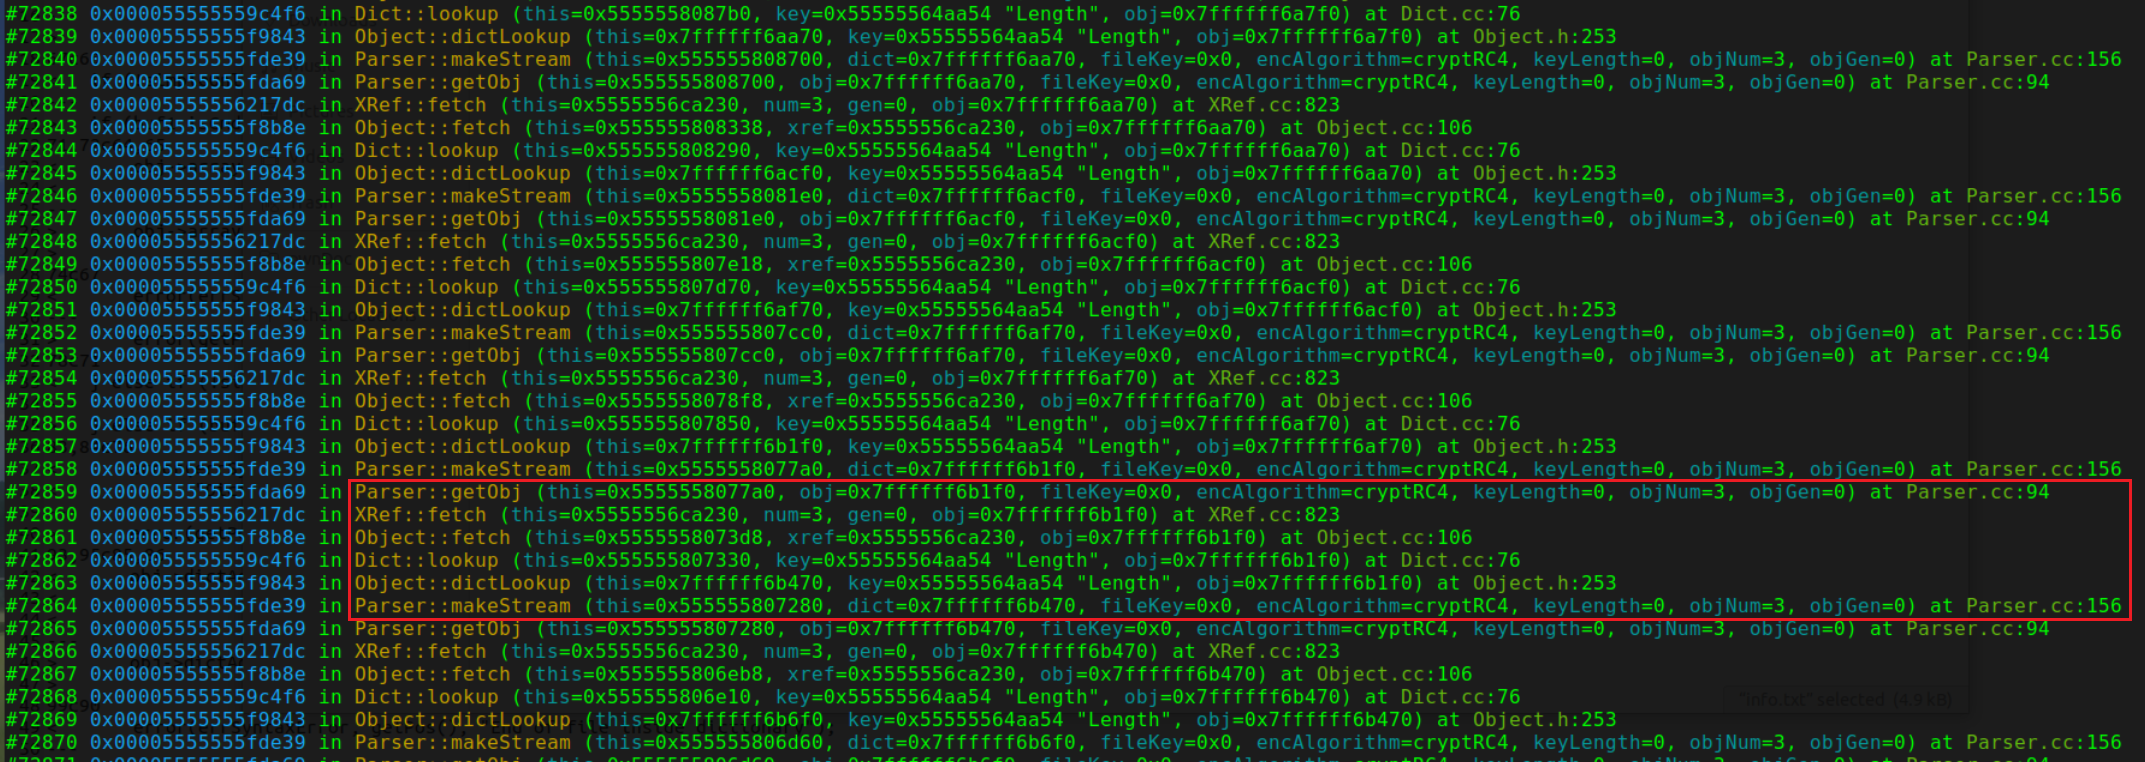 #72838 0x0000555555559c4f6 in Dict::lookup (this=0x5555558087b0, key=0x55555564aa54 "Length", obj=0x7ffffff6a7f0) at Dict.cc:76
#72839 0x00005555555f9843 in Object::dictLookup (this=0x7ffffff6aa70, key=0x55555564aa54 "Length", obj=0x7ffffff6a7f0) at Object.h:253
#72840 0x00005555555fde39 in Parser::makeStream (this=0x555555808700, dict=0x7ffffff6aa70, fileKey=0x0, encAlgorithm=cryptRC4, keyLength=0, objNum=3, objGen=0) at Parser.cc:156
#72841 0x00005555555fda69 in Parser::getObj (this=0x555555808700, obj=0x7ffffff6aa70, fileKey=0x0, encAlgorithm=cryptRC4, keyLength=0, objNum=3, objGen=0) at Parser.cc:94
#72842 0x00005555556217dc in XRef::fetch (this=0x5555556ca230, num=3, gen=0, obj=0x7ffffff6aa70) at XRef.cc:823
#72843 0x00005555555f8b8e in Object::fetch (this=0x555555808338, xref=0x5555556ca230, obj=0x7ffffff6aa70) at Object.cc:106
#72844 0x000055555559c4f6 in Dict::lookup (this=0x555555808290, key=0x55555564aa54 "Length", obj=0x7ffffff6aa70) at Dict.cc:76
#72845 0x00005555555f9843 in Object::dictLookup (this=0x7ffffff6acf0, key=0x55555564aa54 "Length", obj=0x7ffffff6aa70) at Object.h:253
#72846 0x00005555555fde39 in Parser::makeStream (this=0x5555558081e0, dict=0x7ffffff6acf0, fileKey=0x0, encAlgorithm=cryptRC4, keyLength=0, objNum=3, objGen=0) at Parser.cc:156
#72847 0x00005555555fda69 in Parser::getObj (this=0x5555558081e0, obj=0x7ffffff6acf0, fileKey=0x0, encAlgorithm=cryptRC4, keyLength=0, objNum=3, objGen=0) at Parser.cc:94
#72848 0x00005555556217dc in XRef::fetch (this=0x5555556ca230, num=3, gen=0, obj=0x7ffffff6acf0) at XRef.cc:823
#72849 0x00005555555f8b8e in Object::fetch (this=0x555555807e18, xref=0x5555556ca230, obj=0x7ffffff6acf0) at Object.cc:106
#72850 0x000055555559c4f6 in Dict::lookup (this=0x555555807d70, key=0x55555564aa54 "Length", obj=0x7ffffff6acf0) at Dict.cc:76
#72851 0x00005555555f9843 in Object::dictLookup (this=0x7ffffff6af70, key=0x55555564aa54 "Length", obj=0x7ffffff6acf0) at Object.h:253
#72852 0x00005555555fde39 in Parser::makeStream (this=0x555555807cc0, dict=0x7ffffff6af70, fileKey=0x0, encAlgorithm=cryptRC4, keyLength=0, objNum=3, objGen=0) at Parser.cc:156
#72853 0x00005555555fda69 in Parser::getObj (this=0x555555807cc0, obj=0x7ffffff6af70, fileKey=0x0, encAlgorithm=cryptRC4, keyLength=0, objNum=3, objGen=0) at Parser.cc:94
#72854 0x00005555556217dc in XRef::fetch (this=0x5555556ca230, num=3, gen=0, obj=0x7ffffff6af70) at XRef.cc:823
#72855 0x00005555555f8b8e in Object::fetch (this=0x5555558078f8, xref=0x5555556ca230, obj=0x7ffffff6af70) at Object.cc:106
#72856 0x000055555559c4f6 in Dict::lookup (this=0x555555807850, key=0x55555564aa54 "Length", obj=0x7ffffff6af70) at Dict.cc:76
#72857 0x00005555555f9843 in Object::dictLookup (this=0x7ffffff6b1f0, key=0x55555564aa54 "Length", obj=0x7ffffff6af70) at Object.h:253
#72858 0x00005555555fde39 in Parser::makeStream (this=0x5555558077a0, dict=0x7ffffff6b1f0, fileKey=0x0, encAlgorithm=cryptRC4, keyLength=0, objNum=3, objGen=0) at Parser.cc:156
#72859 0x00005555555fda69 in Parser::getObj (this=0x5555558077a0, obj=0x7ffffff6b1f0, fileKey=0x0, encAlgorithm=cryptRC4, keyLength=0, objNum=3, objGen=0) at Parser.cc:94
#72860 0x00005555556217dc in XRef::fetch (this=0x5555556ca230, num=3, gen=0, obj=0x7ffffff6b1f0) at XRef.cc:823
#72861 0x00005555555f8b8e in Object::fetch (this=0x5555558073d8, xref=0x5555556ca230, obj=0x7ffffff6b1f0) at Object.cc:106
#72862 0x000055555559c4f6 in Dict::lookup (this=0x555555807330, key=0x55555564aa54 "Length", obj=0x7ffffff6b1f0) at Dict.cc:76
#72863 0x00005555555f9843 in Object::dictLookup (this=0x7ffffff6b470, key=0x55555564aa54 "Length", obj=0x7ffffff6b1f0) at Object.h:253
#72864 0x00005555555fde39 in Parser::makeStream (this=0x555555807280, dict=0x7ffffff6b470, fileKey=0x0, encAlgorithm=cryptRC4, keyLength=0, objNum=3, objGen=0) at Parser.cc:156
#72865 0x00005555555fda69 in Parser::getObj (this=0x555555807280, obj=0x7ffffff6b470, fileKey=0x0, encAlgorithm=cryptRC4, keyLength=0, objNum=3, objGen=0) at Parser.cc:94
#72866 0x00005555556217dc in XRef::fetch (this=0x5555556ca230, num=3, gen=0, obj=0x7ffffff6b470) at XRef.cc:823
#72867 0x00005555555f8b8e in Object::fetch (this=0x555555806eb8, xref=0x5555556ca230, obj=0x7ffffff6b470) at Object.cc:106
#72868 0x000055555559c4f6 in Dict::lookup (this=0x555555806e10, key=0x55555564aa54 "Length", obj=0x7ffffff6b470) at Dict.cc:76
"info.txt" selected (4.9 kB)
#72869 0x00005555555f9843 in Object::dictLookup (this=0x7ffffff6b6f0, key=0x55555564aa54 "Length", obj=0x7ffffff6b470) at Object.h:253
#72870 0x00005555555fde39 in Parser::makeStream (this=0x555555806d60, dict=0x7ffffff6b6f0, fileKey=0x0, encAlgorithm=cryptRC4, keyLength=0, objNum=3, objGen=0) at Parser.cc:156